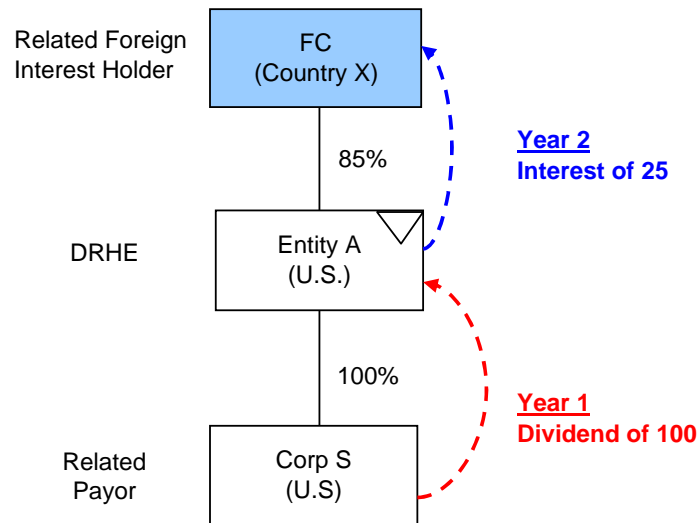 Related Foreign
Interest Holder
FC
(Country X)
Year 2
Interest of 25
85%
DRHE
Entity A
(U.S.)
100%
Year 1
Dividend of 100
Related
Payor
Corp S
(U.S)